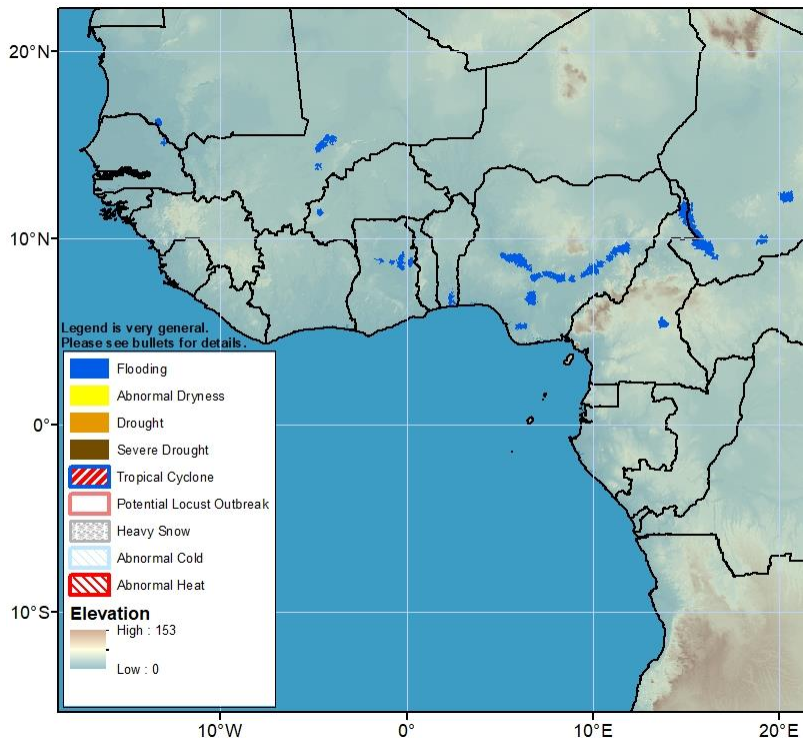 20°N
10°N
Legend is very general.
Please see bullets for details.
Flooding
Abnormal Dryness
0°
Drought
Severe Drought
Tropical Cyclone
Potential Locust Outbreak
Heavy Snow
Abnormal Cold
Abnormal Heat
10°S
Elevation
High : 153
Low : 0
10°W
0°
10°E
20°E